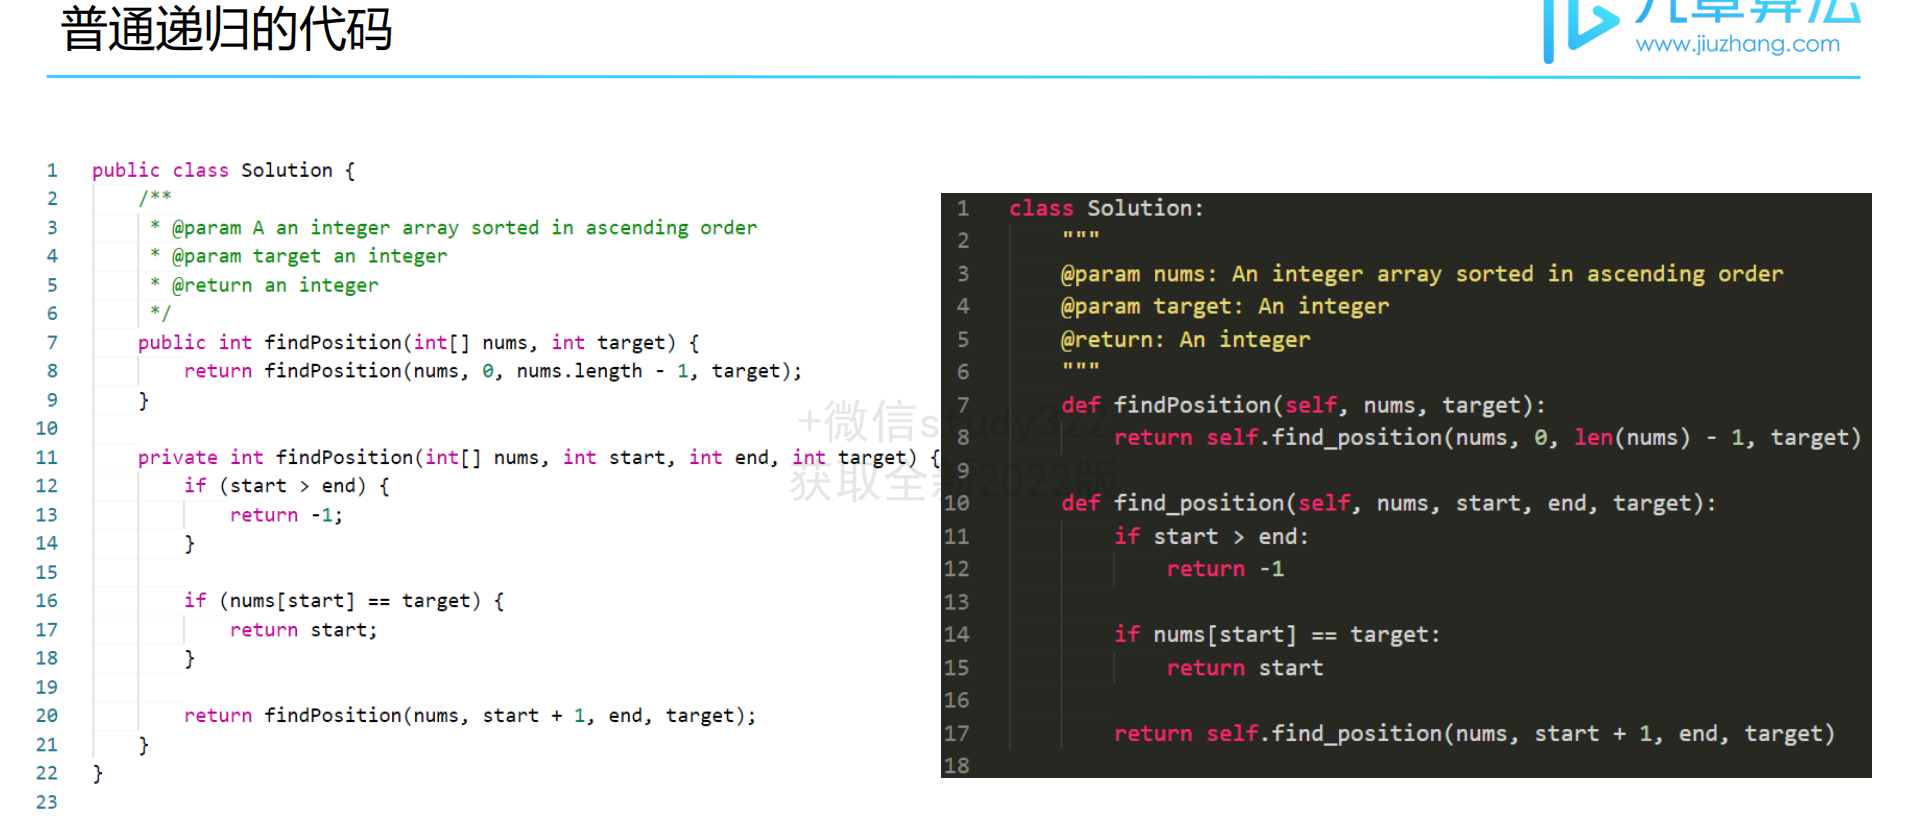 普通递归的代码
九章算法
www.jiuzhang.com
1 public class Solution {
2 /**
3 * @param A an integer array sorted in ascending order
4 * @param target an integer
5 * @return an integer
6 */
7 public int findPosition(int[] nums, int target) {
8 return findPosition(nums, 0, nums.length - 1, target);
9 }
10
11 private int findPosition(int[] nums, int start, int end, int target) {
12 if (start > end) {
13 return -1;
14 }
15
16 if (nums[start] == target) {
17 return start;
18 }
19
20 return findPosition(nums, start + 1, end, target);
21 }
22 }
23
1 class Solution:
2 """
3 @param nums: An integer array sorted in ascending order
4 @param target: An integer
5 @return: An integer
6 """
7 def findPosition(self, nums, target):
8 return self.find_position(nums, 0, len(nums) - 1, target)
9
10 def find_position(self, nums, start, end, target):
11 if start > end:
12 return -1
13
14 if nums[start] == target:
15 return start
16
17 return self.find_position(nums, start + 1, end, target)
18
+微信study322
获取全新2022版